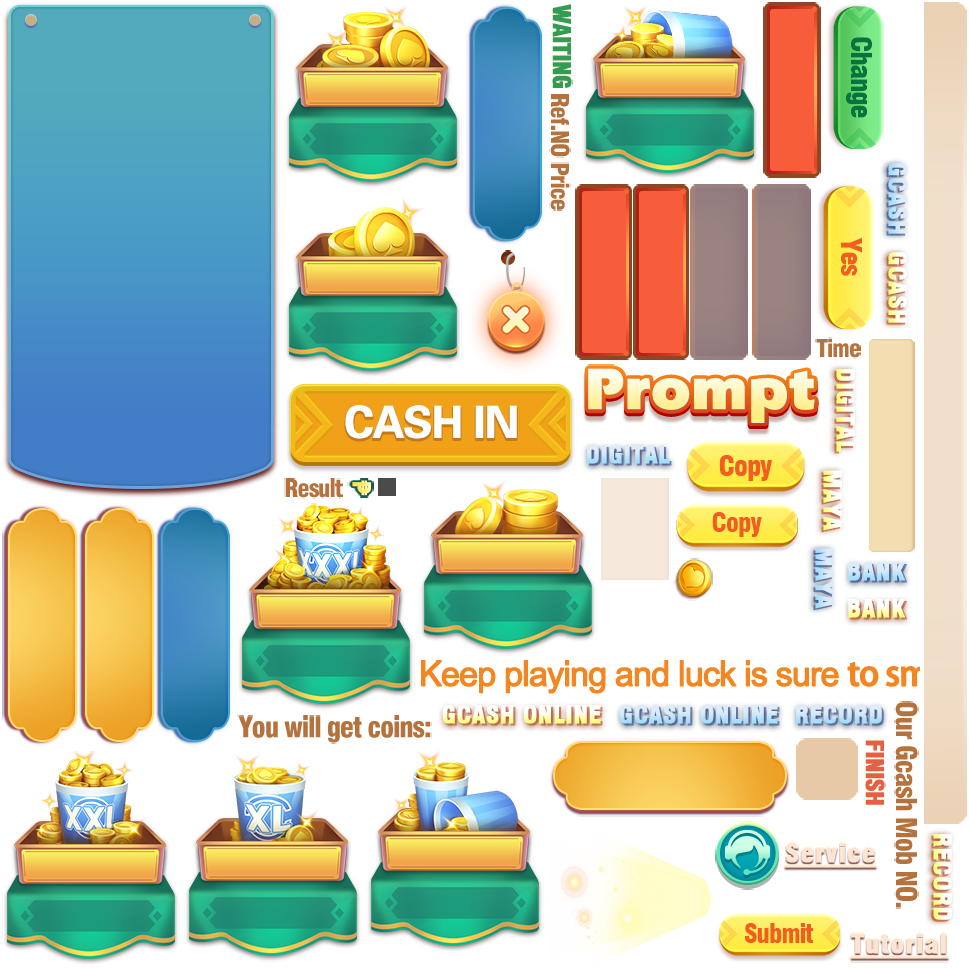 WAITING
Ref.NO
Price
Change
GCASH
GCASH
Yes
Time
Prompt
CASH IN
DIGITAL
DIGITAL
Copy
Copy
MAYA
MAYA
BANK
BANK
Result
XXXL
Keep playing and luck is sure to sm
You will get coins:
GCASH ONLINE
GCASH ONLINE
RECORD
FINISH
Our Gcash Mob NO.
XXL
XL
Service
RECORD
Submit
Tutorial